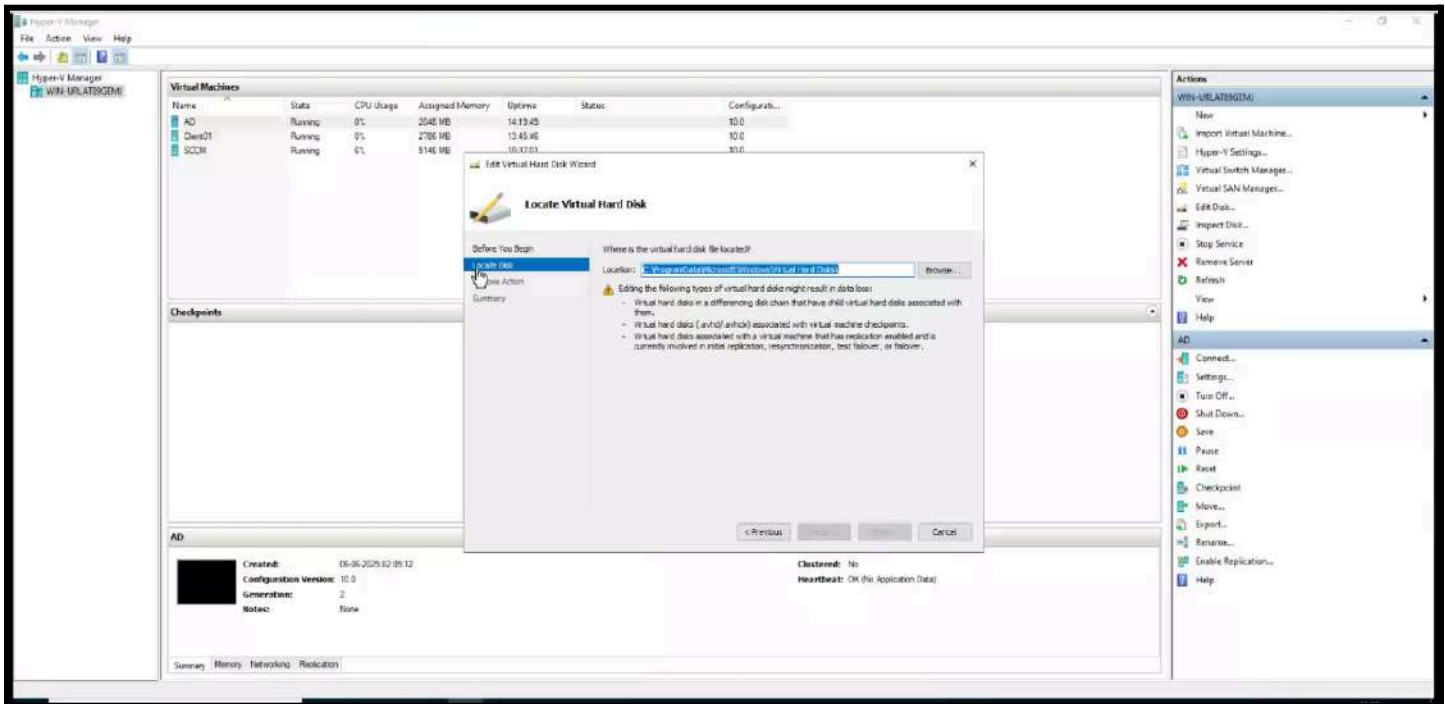 Hyper-V Manager
File Action View Help
Hyper-V Manager
WIN-URLAT89GEMJ
Virtual Machines
Name State CPU Usage Assigned Memory Uptime Status Configurati...
AD Running 0% 2048 MB 14:19:49 10.0
Client01 Running 0% 2786 MB 13:45:46 10.0
SCCM Running 6% 5146 MB 10:37:01 10.0
Checkpoints
Edit Virtual Hard Disk Wizard
Locate Virtual Hard Disk
Before You Begin
Locate Disk
Action
Summary
Where is the virtual hard disk file located?
Location: C:\ProgramData\Microsoft\Windows\Virtual Hard Disks\ Browse...
Editing the following types of virtual hard disks might result in data loss:
- Virtual hard disks in a differencing disk chain that have child virtual hard disks associated with
them.
- Virtual hard disks (.avhd/.avhdx) associated with virtual machine checkpoints.
- Virtual hard disks associated with a virtual machine that has replication enabled and is
currently involved in initial replication, resynchronization, test failover, or failover.
< Previous Cancel
AD
Created: 06-06-2025 02:05:12
Configuration Version: 10.0
Generation: 2
Notes: None
Clustered: No
Heartbeat: OK (No Application Data)
Summary Memory Networking Replication
Actions
WIN-URLAT89GEMJ
New
Import Virtual Machine...
Hyper-V Settings...
Virtual Switch Manager...
Virtual SAN Manager...
Edit Disk...
Inspect Disk...
Stop Service
Remove Server
Refresh
View
Help
AD
Connect...
Settings...
Turn Off...
Shut Down...
Save
Pause
Reset
Checkpoint
Move...
Export...
Rename...
Enable Replication...
Help